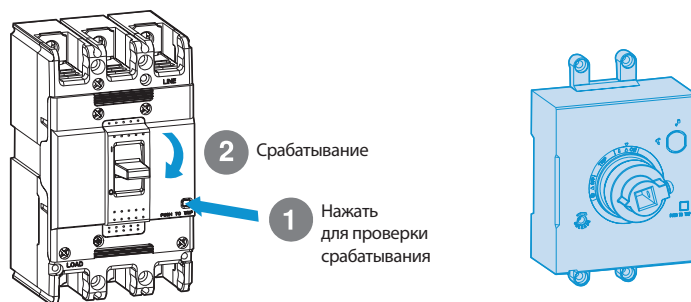 LINE
2 Срабатывание
PUSH TO TRIP
1 Нажать
для проверки
срабатывания
LOAD